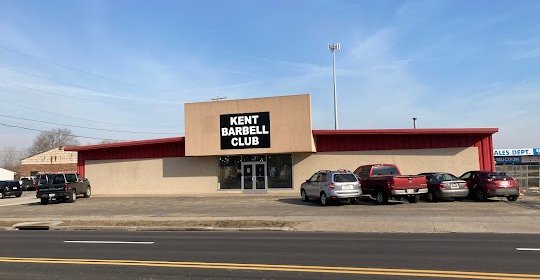 KENT
BARBELL
CLUB
ALES DEPT.